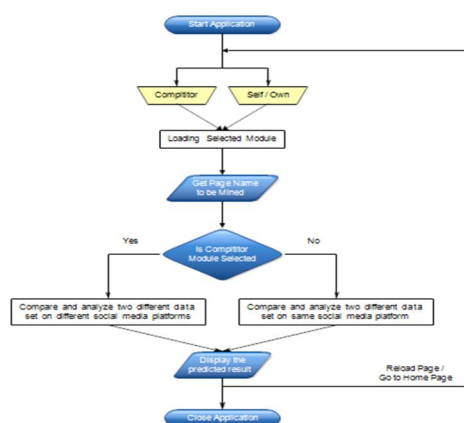 Start Application
Compititor
Self / Own
Loading Selected Module
Get Page Name
to be Mined
Is Compititor
Module Selected
Yes
No
Compare and analyze two different data
set on different social media platforms
Compare and analyze two different data
set on same social media platform
Display the
predicted result
Reload Page /
Go to Home Page
Close Application